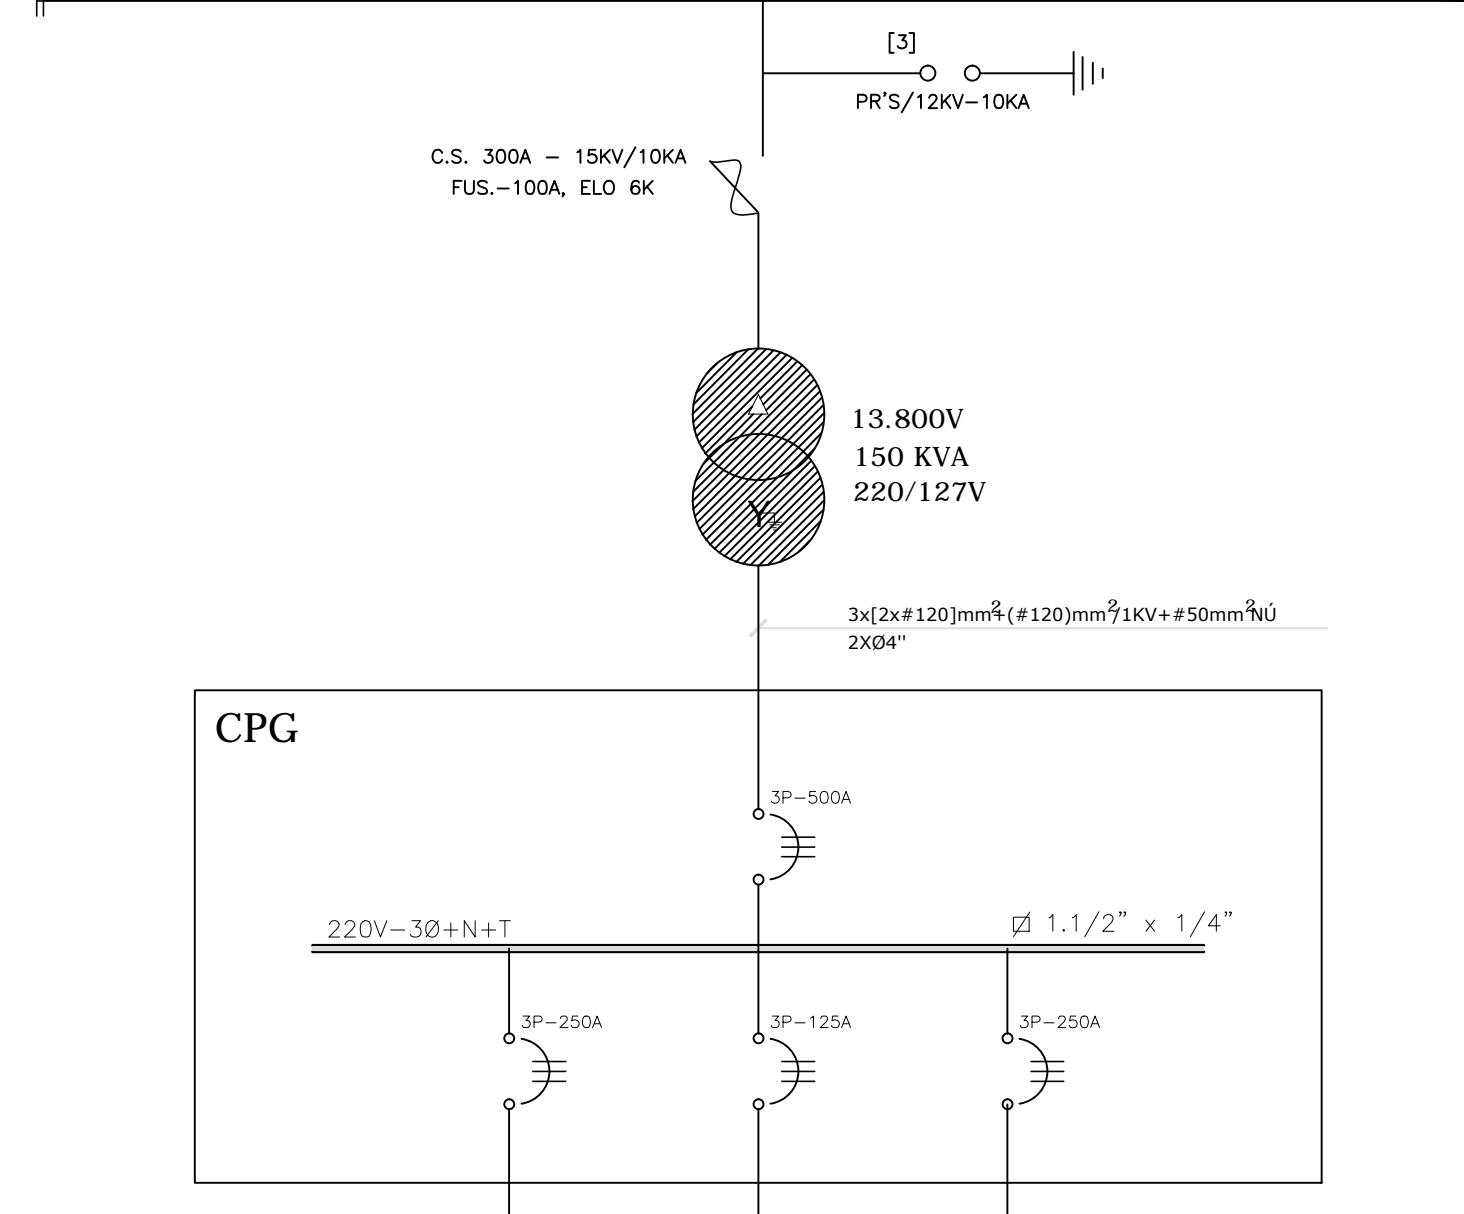 [3]
PR'S/12KV-10KA
C.S. 300A - 15KV/10KA
FUS.-100A, ELO 6K
13.800V
150 KVA
220/127V
Y
3x[2x#120]mm²+(#120)mm²/1KV+#50mm²NÚ
2XØ4"
CPG
3P-500A
220V-3Ø+N+T
1.1/2” x 1/4”
3P-250A
3P-125A
3P-250A